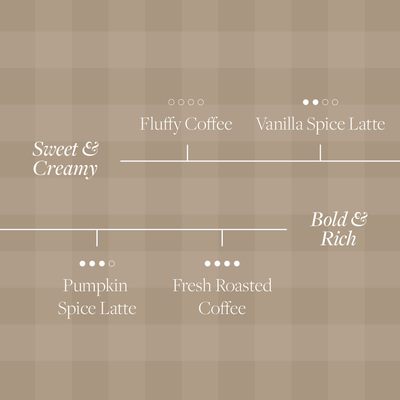 Fluffy Coffee
Vanilla Spice Latte
Sweet &
Creamy
Bold &
Rich
Pumpkin
Spice Latte
Fresh Roasted
Coffee